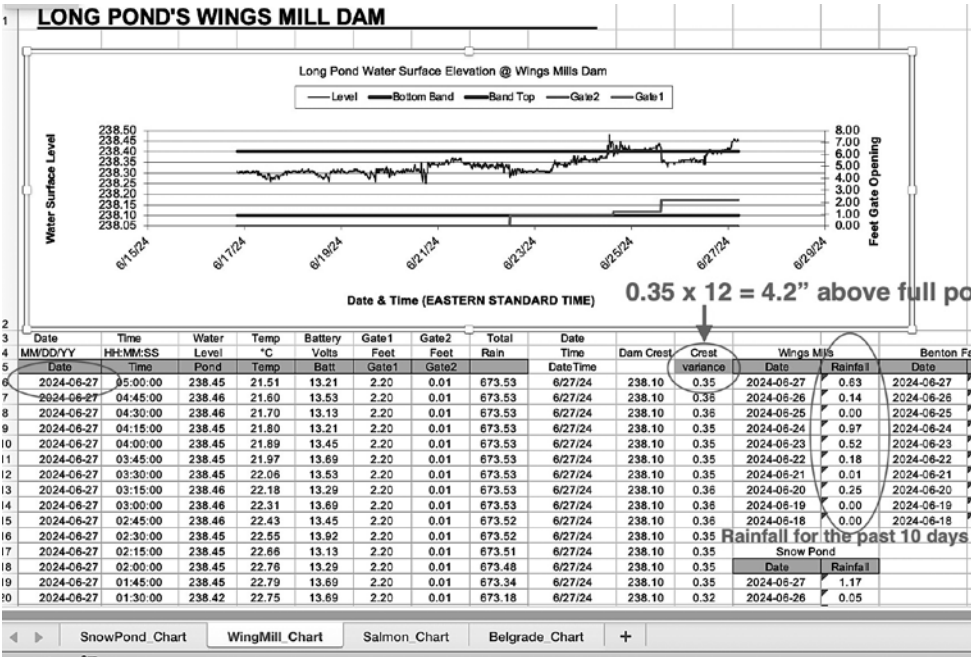 1 LONG POND'S WINGS MILL DAM
Long Pond Water Surface Elevation @ Wings Mills Dam
Level Bottom Band Band Top Gate2 Gate1
Water Surface Level
238.50
238.45
238.40
238.35
238.30
238.25
238.20
238.15
238.10
238.05
8.00
7.00
6.00
5.00
4.00
3.00
2.00
1.00
0.00
Feet Gate Opening
6/15/24 6/17/24 6/19/24 6/21/24 6/23/24 6/25/24 6/27/24 6/29/24
Date & Time (EASTERN STANDARD TIME)
0.35 x 12 = 4.2" above full po
2
3 Date Time Water Temp Battery Gate1 Gate2 Total Date
4 MM/DD/YY HH:MM:SS Level °C Volts Feet Feet Rain Time Dam Crest Crest Wings Mills Benton Fa
5 Date Time Pond Temp Batt Gate1 Gate2 DateTime variance Date Rainfall Date
6 2024-06-27 05:00:00 238.45 21.51 13.21 2.20 0.01 673.53 6/27/24 238.10 0.35 2024-06-27 0.63 2024-06-27
7 2024-06-27 04:45:00 238.46 21.60 13.53 2.20 0.01 673.53 6/27/24 238.10 0.36 2024-06-26 0.14 2024-06-26
8 2024-06-27 04:30:00 238.46 21.70 13.13 2.20 0.01 673.53 6/27/24 238.10 0.36 2024-06-25 0.00 2024-06-25
9 2024-06-27 04:15:00 238.45 21.80 13.21 2.20 0.01 673.53 6/27/24 238.10 0.35 2024-06-24 0.97 2024-06-24
10 2024-06-27 04:00:00 238.45 21.89 13.45 2.20 0.01 673.53 6/27/24 238.10 0.35 2024-06-23 0.52 2024-06-23
11 2024-06-27 03:45:00 238.45 21.97 13.69 2.20 0.01 673.53 6/27/24 238.10 0.35 2024-06-22 0.18 2024-06-22
12 2024-06-27 03:30:00 238.45 22.06 13.53 2.20 0.01 673.53 6/27/24 238.10 0.35 2024-06-21 0.01 2024-06-21
13 2024-06-27 03:15:00 238.46 22.18 13.29 2.20 0.01 673.53 6/27/24 238.10 0.36 2024-06-20 0.25 2024-06-20
14 2024-06-27 03:00:00 238.46 22.31 13.69 2.20 0.01 673.53 6/27/24 238.10 0.36 2024-06-19 0.00 2024-06-19
15 2024-06-27 02:45:00 238.46 22.43 13.45 2.20 0.01 673.52 6/27/24 238.10 0.36 2024-06-18 0.00 2024-06-18
16 2024-06-27 02:30:00 238.45 22.55 13.92 2.20 0.01 673.52 6/27/24 238.10 0.35 Rainfall for the past 10 days
17 2024-06-27 02:15:00 238.45 22.66 13.13 2.20 0.01 673.51 6/27/24 238.10 0.35 Snow Pond
18 2024-06-27 02:00:00 238.45 22.76 13.29 2.20 0.01 673.48 6/27/24 238.10 0.35 Date Rainfall
19 2024-06-27 01:45:00 238.45 22.79 13.69 2.20 0.01 673.34 6/27/24 238.10 0.35 2024-06-27 1.17
20 2024-06-27 01:30:00 238.42 22.75 13.69 2.20 0.01 673.18 6/27/24 238.10 0.32 2024-06-26 0.05
SnowPond_Chart WingMill_Chart Salmon_Chart Belgrade_Chart +